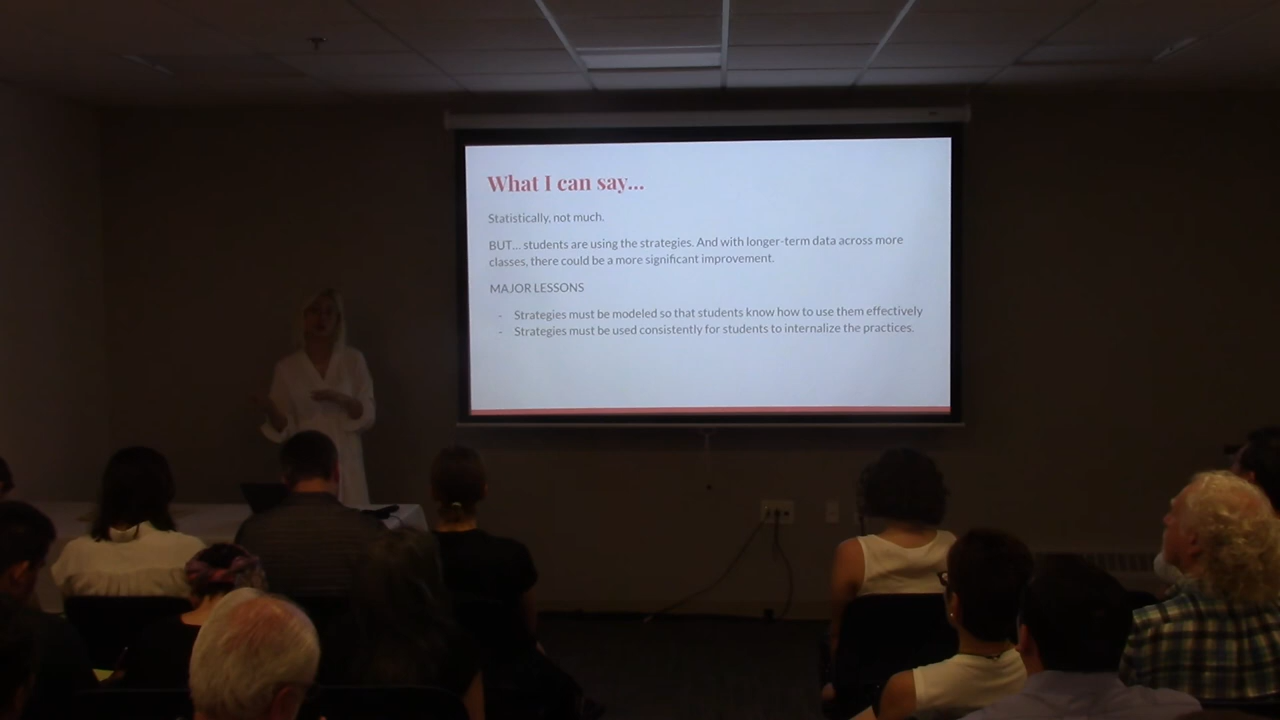 What I can say...
Statistically, not much.
BUT... students are using the strategies. And with longer-term data across more
classes, there could be a more significant improvement.
MAJOR LESSONS
- Strategies must be modeled so that students know how to use them effectively
- Strategies must be used consistently for students to internalize the practices.